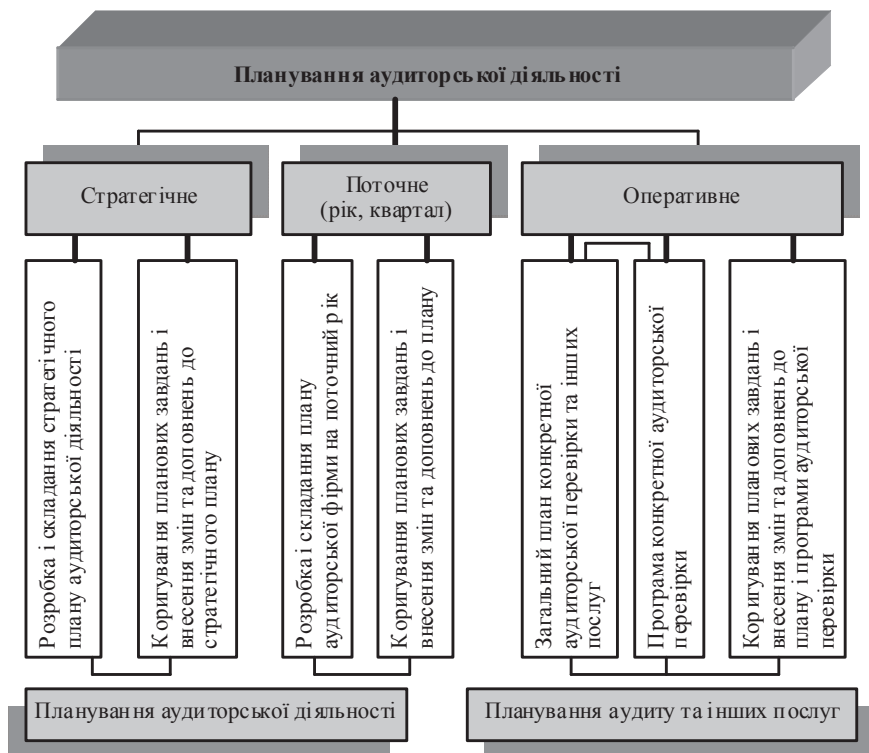 Планування аудиторської діяльності
Стратегічне
Поточне
(рік, квартал)
Оперативне
Розробка і складання стратегічного
плану аудиторської діяльності
Коригування планових завдань і
внесення змін та доповнень до
стратегічного плану
Розробка і складання плану
аудиторської фірми на поточний рік
Коригування планових завдань і
внесення змін та доповнень до плану
Загальний план конкретної
аудиторської перевірки та інших
послуг
Програма конкретної аудиторської
перевірки
Коригування планових завдань і
внесення змін та доповнень до
плану і програми аудиторської
перевірки
Планування аудиторської діяльності
Планування аудиту та інших послуг